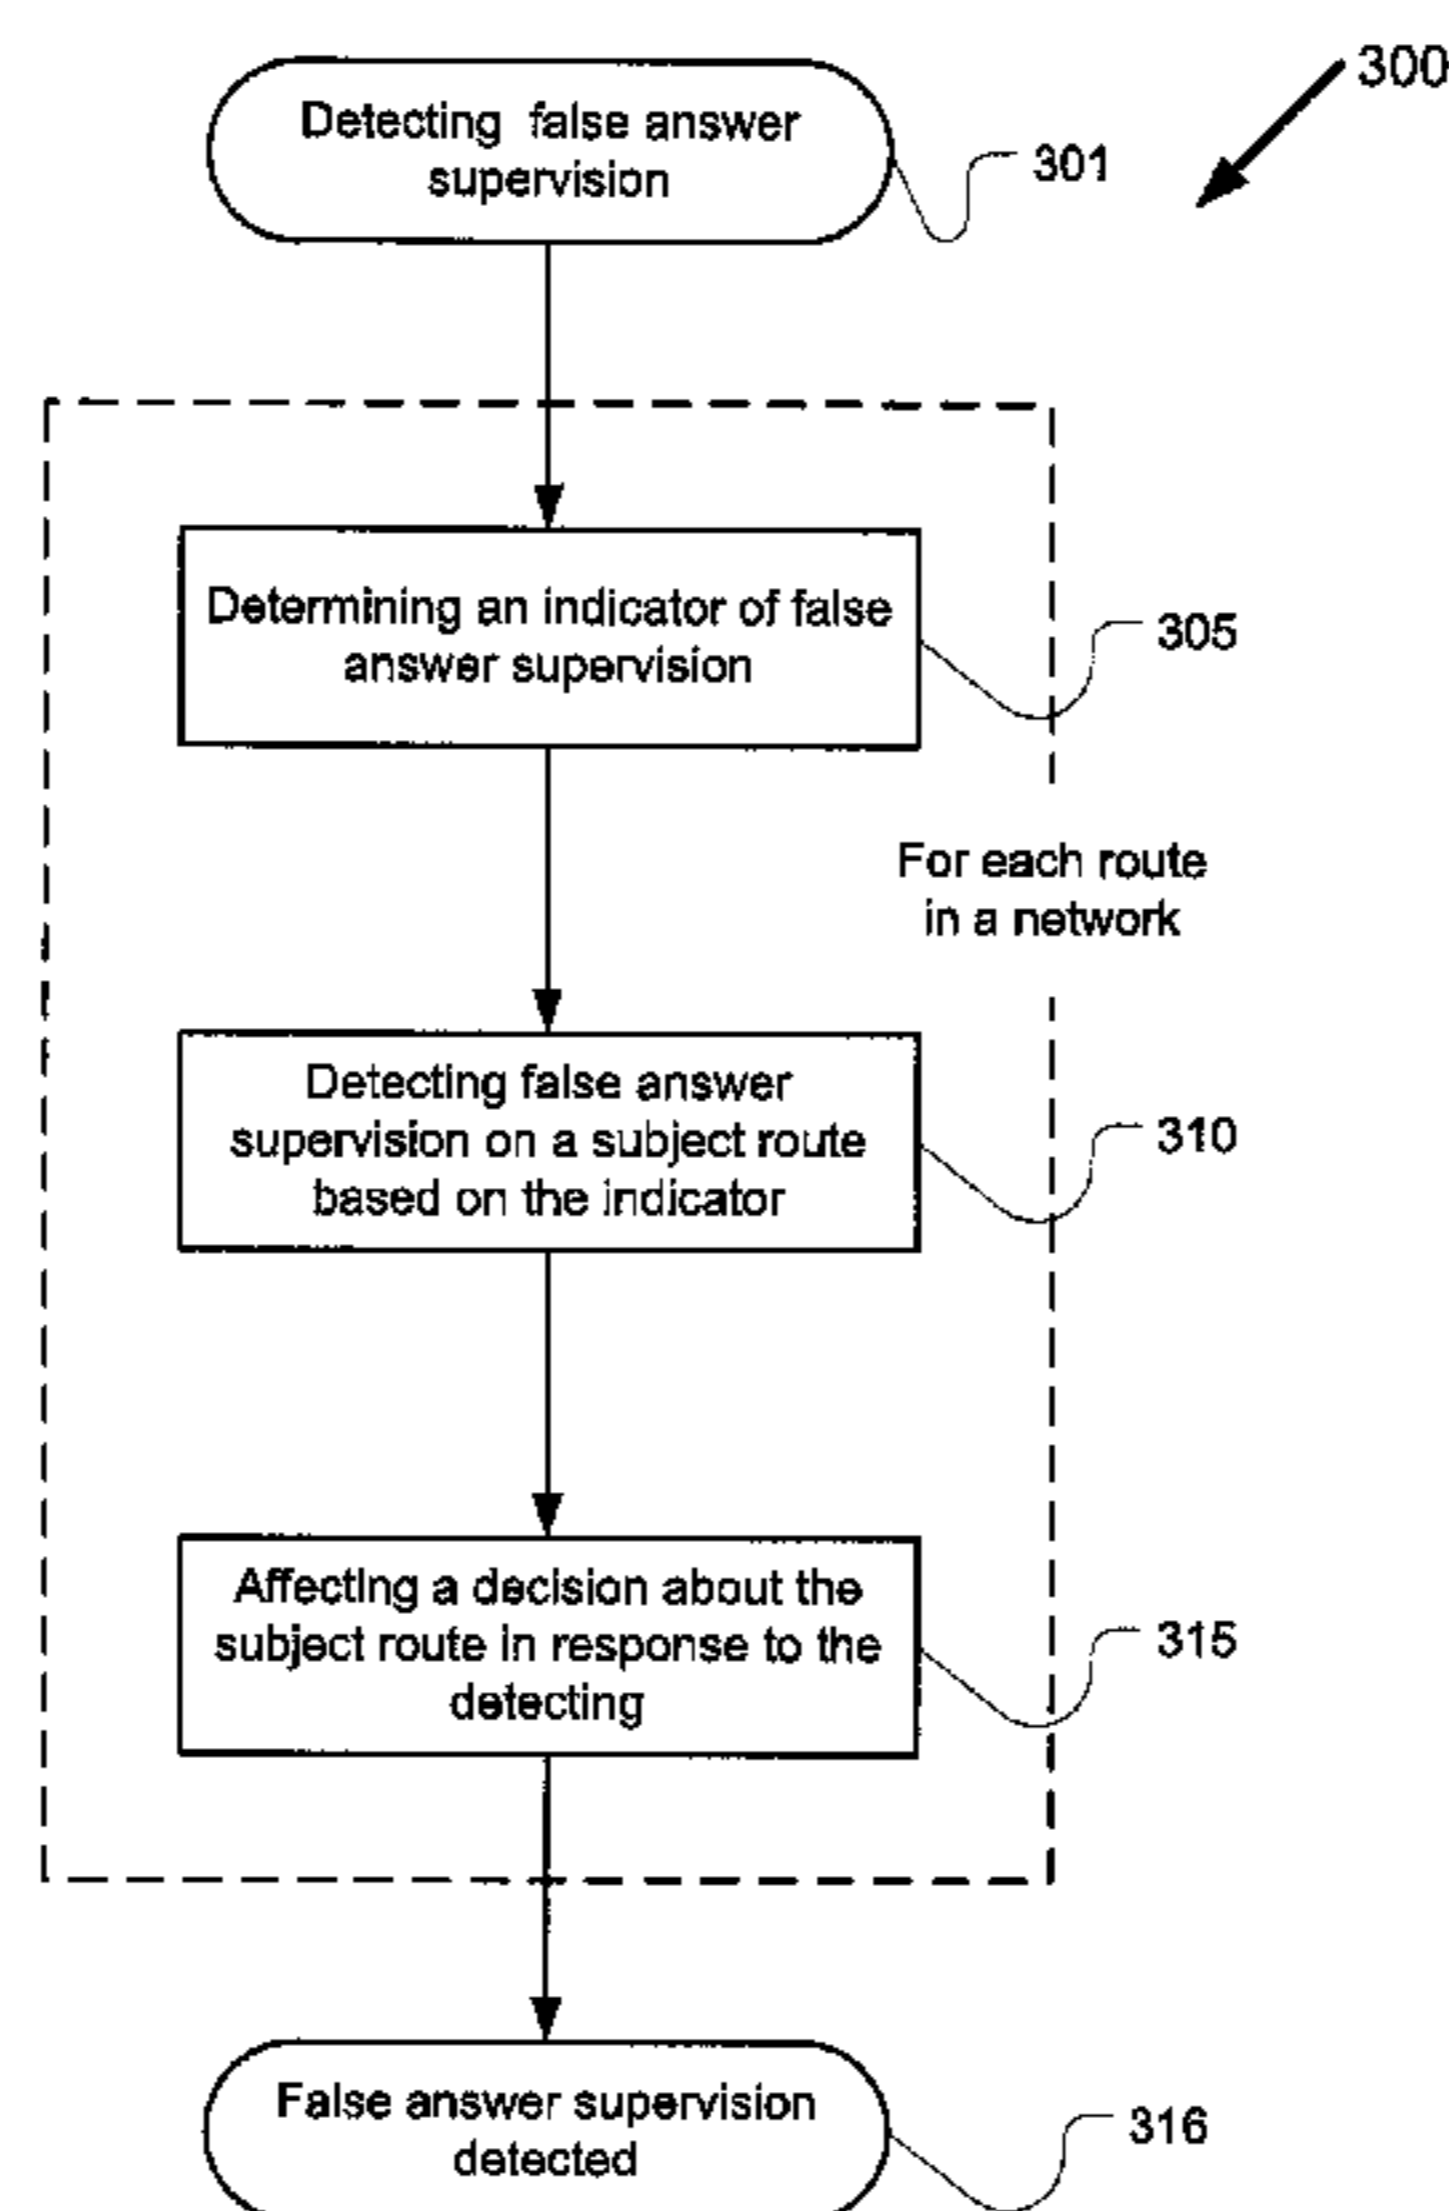 300
Detecting false answer
supervision
301
Determining an indicator of false
answer supervision
305
For each route
in a network
Detecting false answer
supervision on a subject route
based on the indicator
310
Affecting a decision about the
subject route in response to the
detecting
315
False answer supervision
detected
316